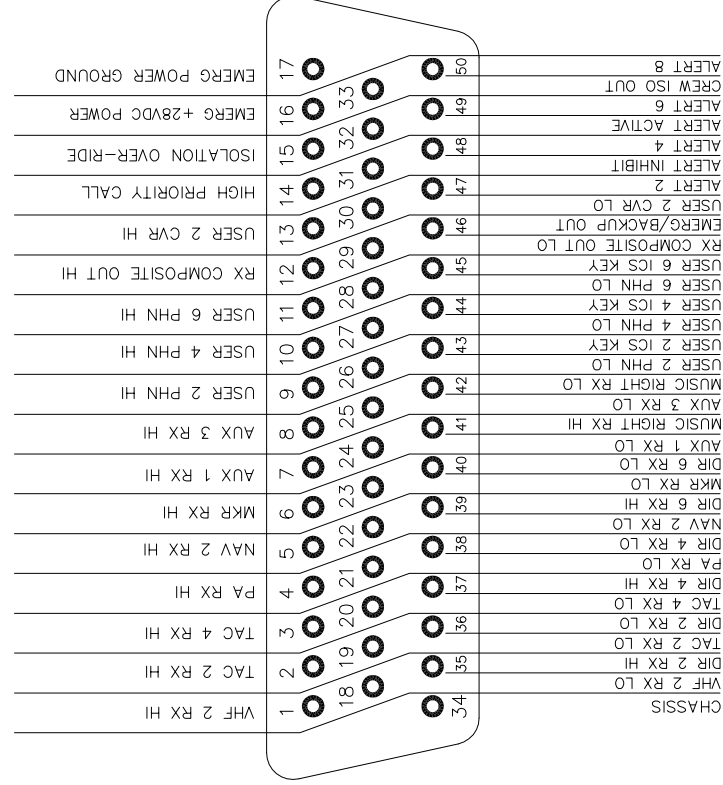 EMERG POWER GROUND
EMERG +28VDC POWER
ISOLATION OVER-RIDE
HIGH PRIORITY CALL
USER 2 CVR HI
RX COMPOSITE OUT HI
USER 6 PHN HI
USER 4 PHN HI
USER 2 PHN HI
AUX 3 RX HI
AUX 1 RX HI
MKR RX HI
NAV 2 RX HI
PA RX HI
TAC 4 RX HI
TAC 2 RX HI
VHF 2 RX HI
17
16
15
14
13
12
11
10
9
8
7
6
5
4
3
2
1
33
32
31
30
29
28
27
26
25
24
23
22
21
20
19
18
50
49
48
47
46
45
44
43
42
41
40
39
38
37
36
35
34
ALERT 8
CREW ISO OUT
ALERT 6
ALERT ACTIVE
ALERT 4
ALERT INHIBIT
ALERT 2
USER 2 CVR LO
EMERG/BACKUP OUT
RX COMPOSITE OUT LO
USER 6 ICS KEY
USER 6 PHN LO
USER 4 ICS KEY
USER 4 PHN LO
USER 2 ICS KEY
USER 2 PHN LO
MUSIC RIGHT RX LO
AUX 3 RX LO
MUSIC RIGHT RX HI
AUX 1 RX LO
DIR 6 RX LO
MKR RX LO
DIR 6 RX HI
NAV 2 RX LO
DIR 4 RX LO
PA RX LO
DIR 4 RX HI
TAC 4 RX LO
DIR 2 RX LO
TAC 2 RX LO
DIR 2 RX HI
VHF 2 RX LO
CHASSIS